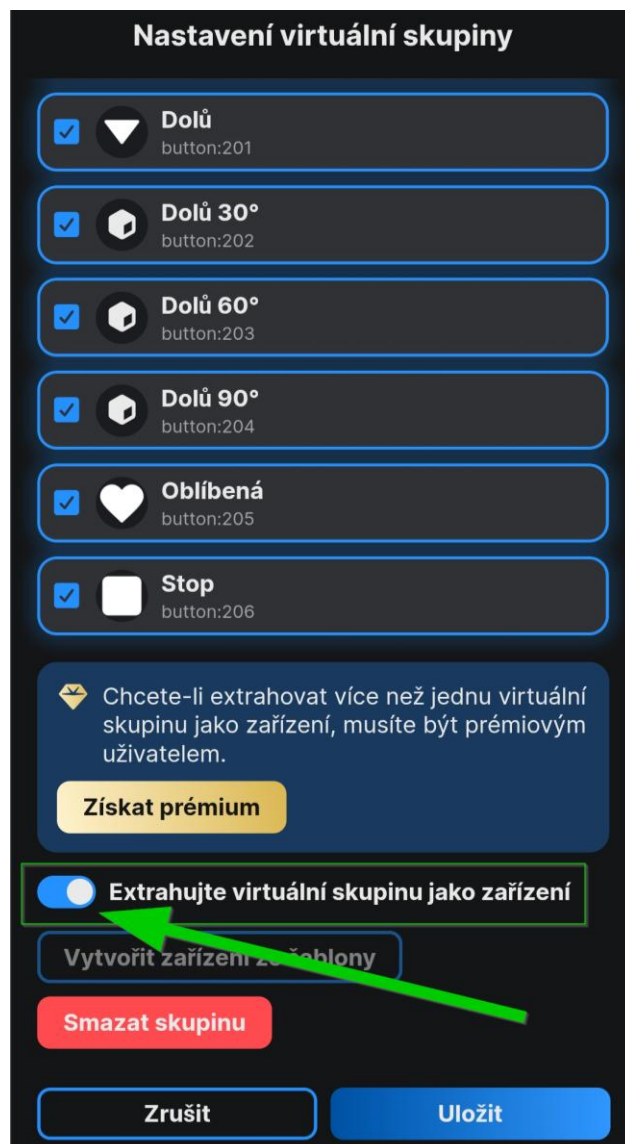 Nastavení virtuální skupiny
Dolů
button:201
Dolů 30°
button:202
Dolů 60°
button:203
Dolů 90°
button:204
Oblíbená
button:205
Stop
button:206
Chcete-li extrahovat více než jednu virtuální
skupinu jako zařízení, musíte být prémiovým
uživatelem.
Získat prémium
Extrahujte virtuální skupinu jako zařízení
Vytvořit zařízení ze šablony
Smazat skupinu
Zrušit
Uložit